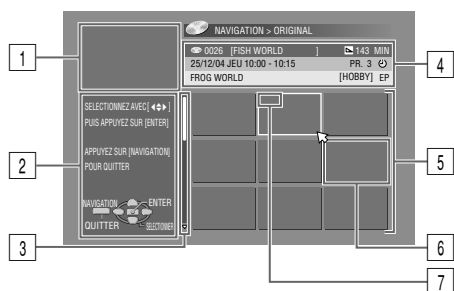 NAVIGATION > ORIGINAL
0026 [FISH WORLD ] 143 MIN
25/12/04 JEU 10:00 - 10:15 PR. 3
FROG WORLD [HOBBY] EP
SELECTIONNEZ AVEC[ ]
PUIS APPUYEZ SUR [ENTER]
APPUYEZ SUR [NAVIGATION]
POUR QUITTER
NAVIGATION ENTER
QUITTER SELECTIONNER
1
2
3
4
5
6
7